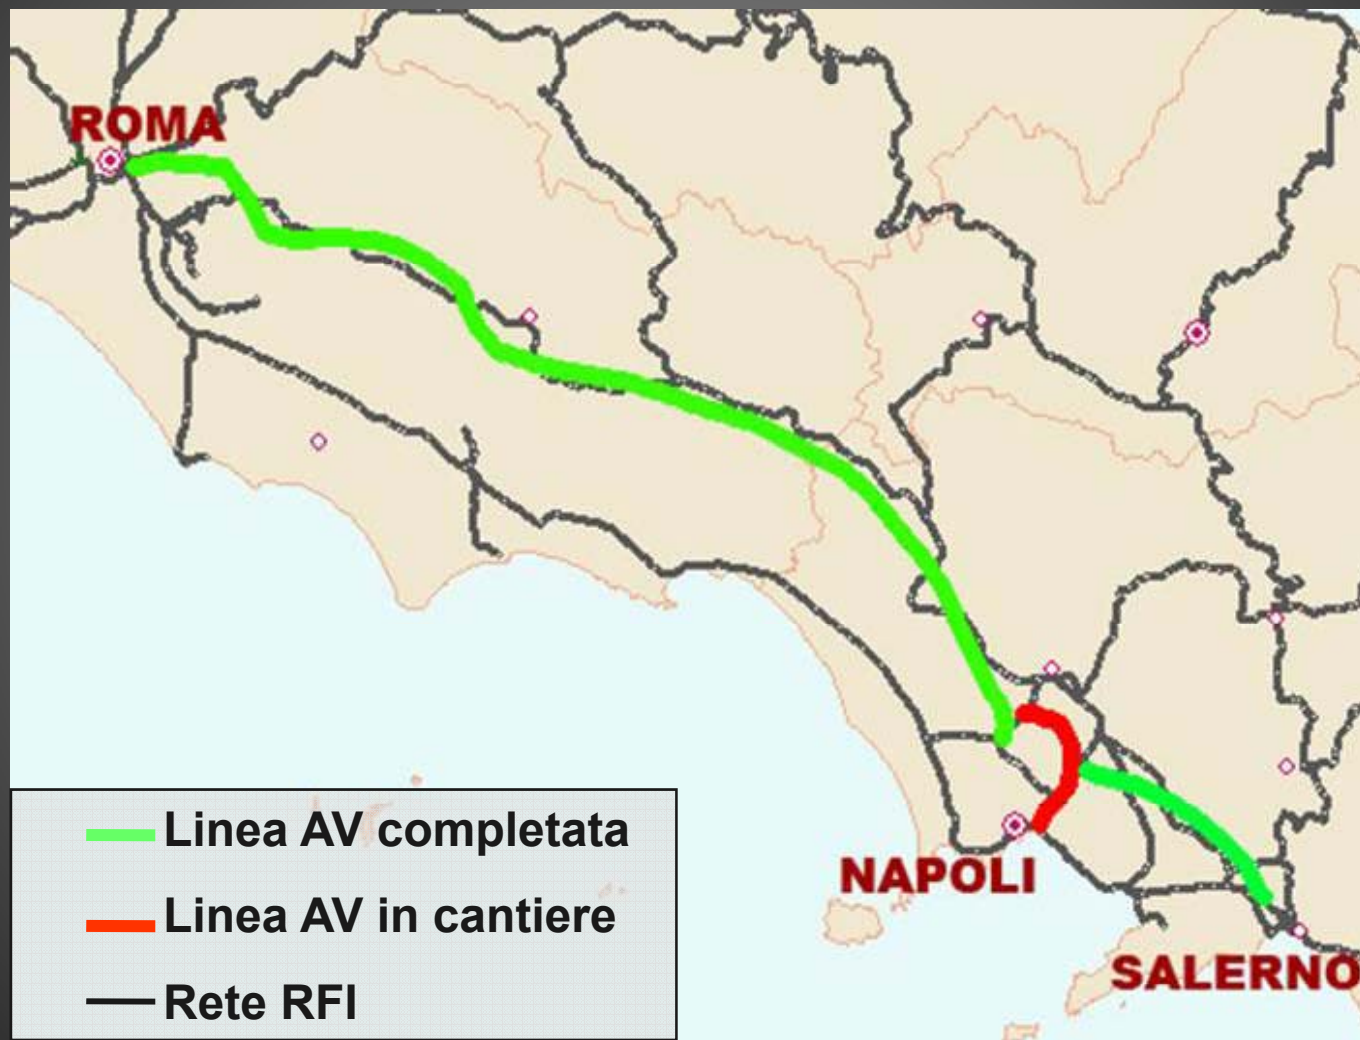 ROMA
NAPOLI
SALERNO
Linea AV completata
Linea AV in cantiere
Rete RFI